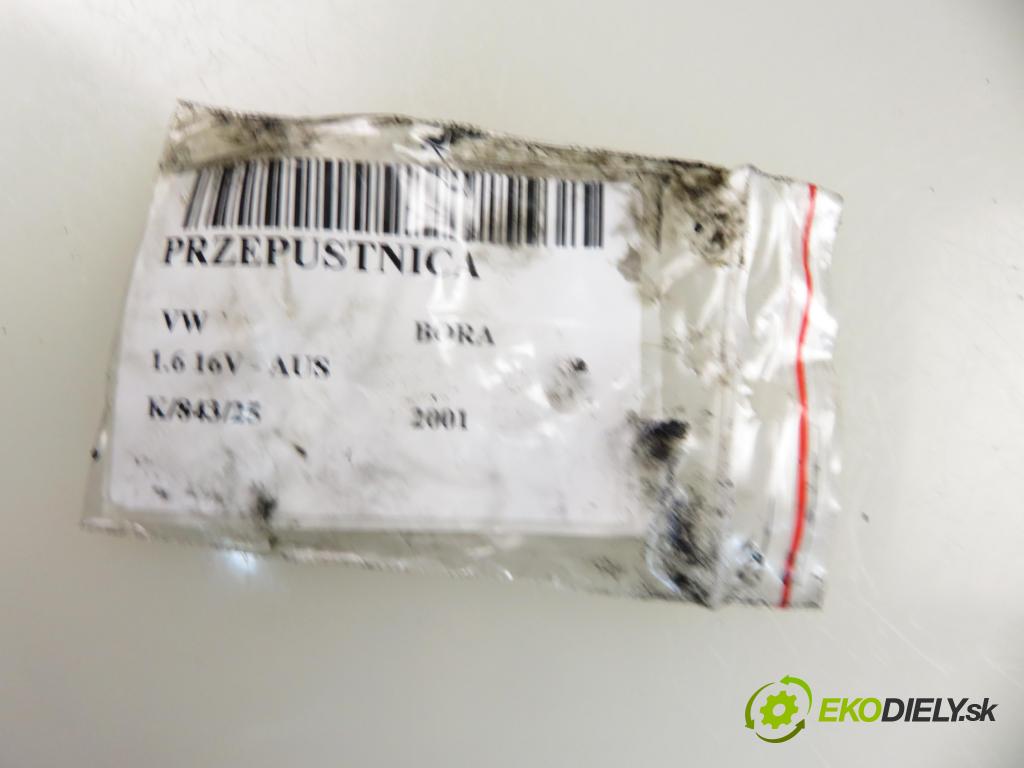 PRZEPUSTNICA
VW BORA
1.6 16V - AUS
K/843/25 2001
EKODIELY.sk